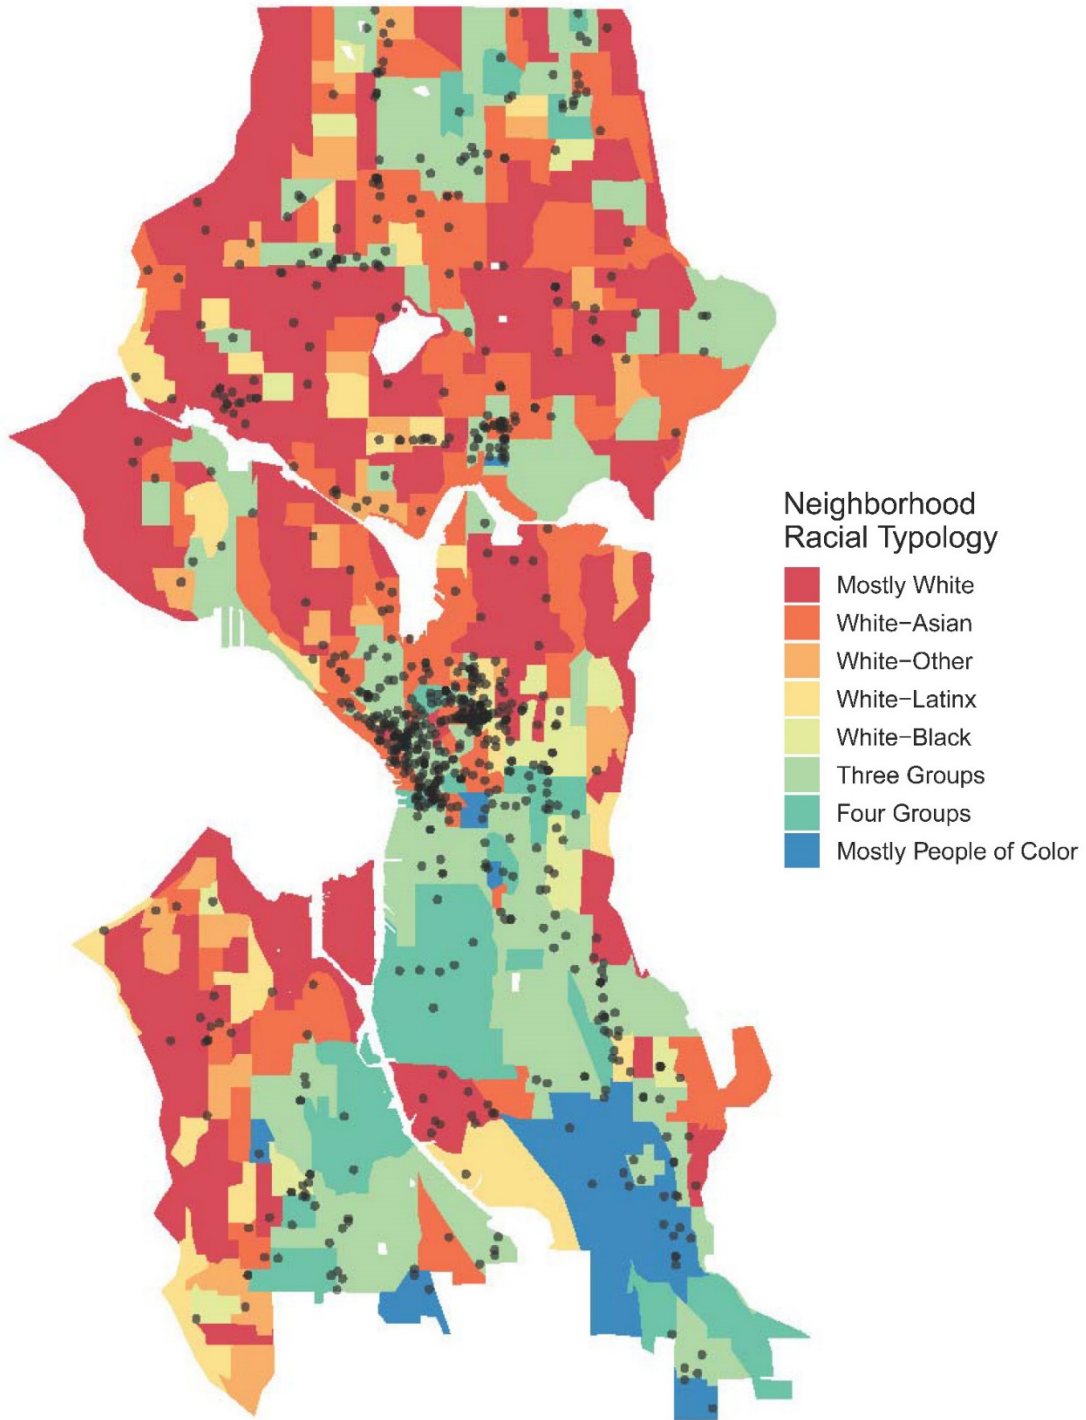 Neighborhood
Racial Typology
Mostly White
White−Asian
White−Other
White−Latinx
White−Black
Three Groups
Four Groups
Mostly People of Color